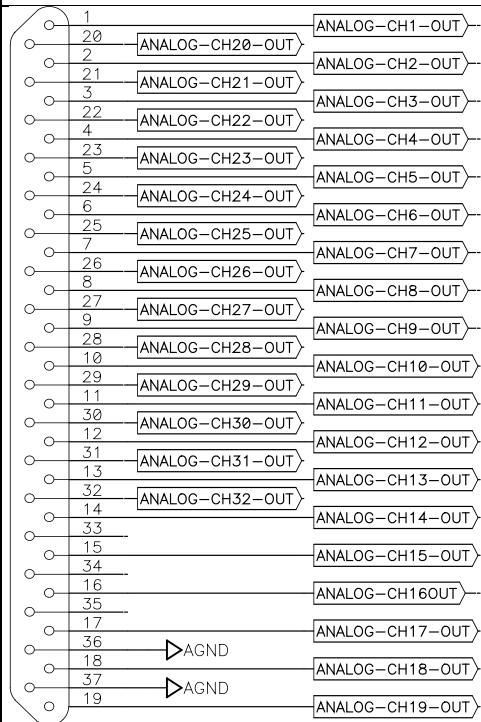 1 ANALOG-CH1-OUT
20 ANALOG-CH20-OUT
2 ANALOG-CH2-OUT
21 ANALOG-CH21-OUT
3 ANALOG-CH3-OUT
22 ANALOG-CH22-OUT
4 ANALOG-CH4-OUT
23 ANALOG-CH23-OUT
5 ANALOG-CH5-OUT
24 ANALOG-CH24-OUT
6 ANALOG-CH6-OUT
25 ANALOG-CH25-OUT
7 ANALOG-CH7-OUT
26 ANALOG-CH26-OUT
8 ANALOG-CH8-OUT
27 ANALOG-CH27-OUT
9 ANALOG-CH9-OUT
28 ANALOG-CH28-OUT
10 ANALOG-CH10-OUT
29 ANALOG-CH29-OUT
11 ANALOG-CH11-OUT
30 ANALOG-CH30-OUT
12 ANALOG-CH12-OUT
31 ANALOG-CH31-OUT
13 ANALOG-CH13-OUT
32 ANALOG-CH32-OUT
14 ANALOG-CH14-OUT
33
15 ANALOG-CH15-OUT
34
16 ANALOG-CH16OUT
35
17 ANALOG-CH17-OUT
36 AGND
18 ANALOG-CH18-OUT
37 AGND
19 ANALOG-CH19-OUT